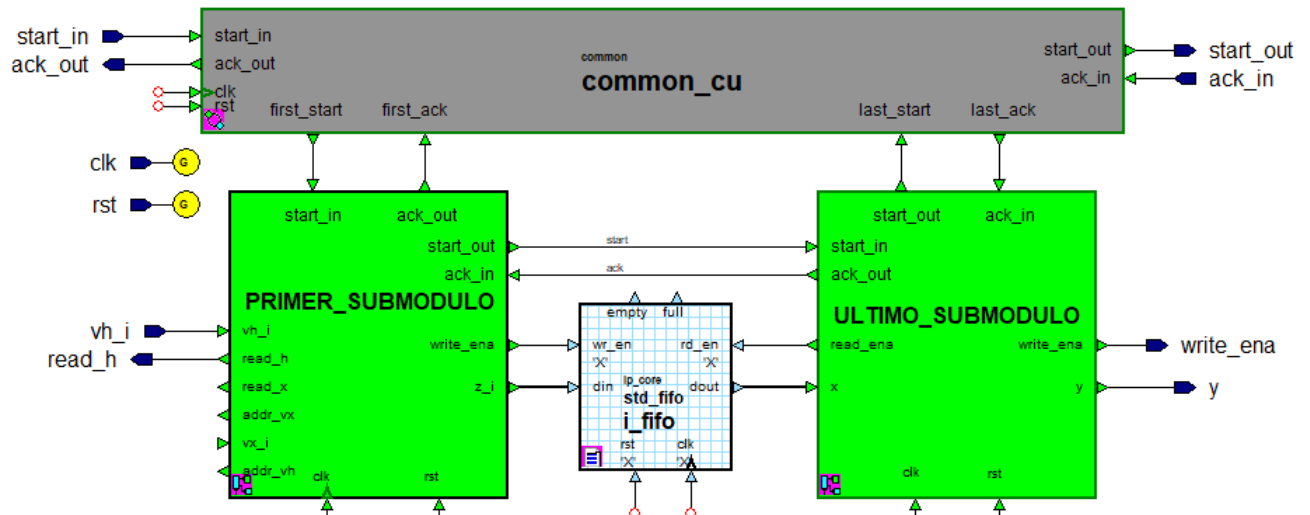 start_in
start_in
ack_out
ack_out
common
common_cu
start_out
start_out
ack_in
ack_in
clk
rst
first_start
first_ack
last_start
last_ack
clk
G
rst
G
start_in
ack_out
start_out
ack_in
start
ack
start_out
ack_in
start_in
ack_out
PRIMER_SUBMODULO
ULTIMO_SUBMODULO
vh_i
vh_i
read_h
read_h
write_ena
z_i
read_x
addr_vx
vx_i
addr_vh
clk
rst
empty
full
wr_en
rd_en
'X'
'X'
din
dout
ip_core
std_fifo
i_fifo
rst
clk
'X'
'X'
read_ena
x
write_ena
write_ena
y
y
clk
rst